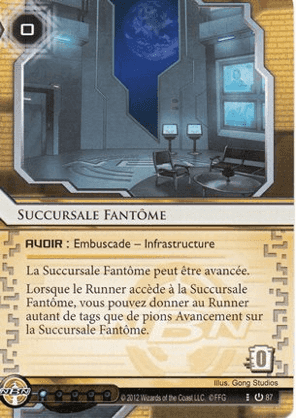 0
SUCCURSALE FANTÔME
AVOIR : Embuscade – Infrastructure
La Succursale Fantôme peut être avancée.
Lorsque le Runner accède à la Succursale
Fantôme, vous pouvez donner au Runner
autant de tags que de pions Avancement sur
la Succursale Fantôme.
0
Illus. Gong Studios
NBN
© 2012 Wizards of the Coast LLC. ©FFG
87